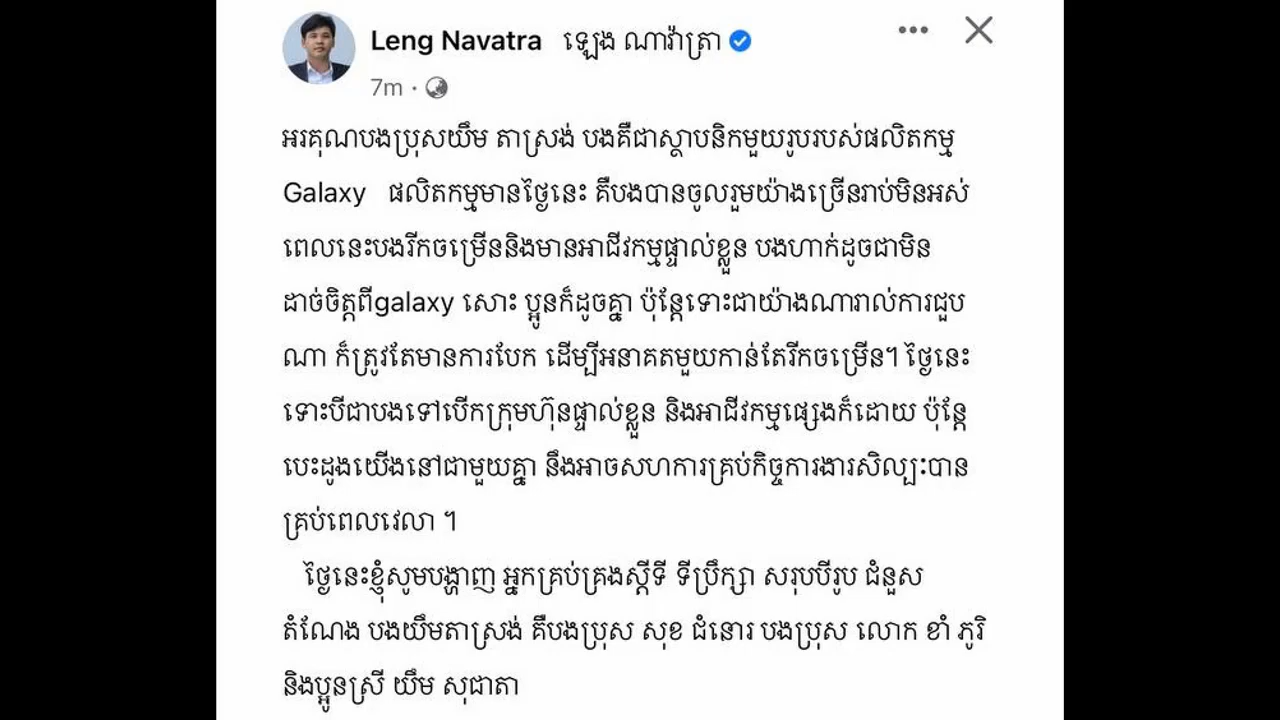 Leng Navatra ឡេង ណាវ៉ាត្រា
7m ·
អរគុណបងប្រុសយឹម តាស្រង់ បងគឺជាស្ថាបនិកមួយរូបរបស់ផលិតកម្ម
Galaxy ផលិតកម្មមានថ្ងៃនេះ គឺបងបានចូលរួមយ៉ាងច្រើនរាប់មិនអស់
ពេលនេះបងរីកចម្រើននិងមានអាជីវកម្មផ្ទាល់ខ្លួន បងហាក់ដូចជាមិន
ដាច់ចិត្តពីgalaxy សោះ ប្អូនក៏ដូចគ្នា ប៉ុន្តែទោះជាយ៉ាងណារាល់ការជួប
ណា ក៏ត្រូវតែមានការបែក ដើម្បីអនាគតមួយកាន់តែរីកចម្រើន។ ថ្ងៃនេះ
ទោះបីជាបងទៅបើកក្រុមហ៊ុនផ្ទាល់ខ្លួន និងអាជីវកម្មផ្សេងក៏ដោយ ប៉ុន្តែ
បេះដូងយើងនៅជាមួយគ្នា នឹងអាចសហការគ្រប់កិច្ចការងារសិល្បៈបាន
គ្រប់ពេលវេលា ។
ថ្ងៃនេះខ្ញុំសូមបង្ហាញ អ្នកគ្រប់គ្រងស្តីទី ទីប្រឹក្សា សរុបបីរូប ជំនួស
តំណែង បងយឹមតាស្រង់ គឺបងប្រុស សុខ ជំនោរ បងប្រុស លោក ខាំ ភូរិ
និងប្អូនស្រី យឹម សុជាតា